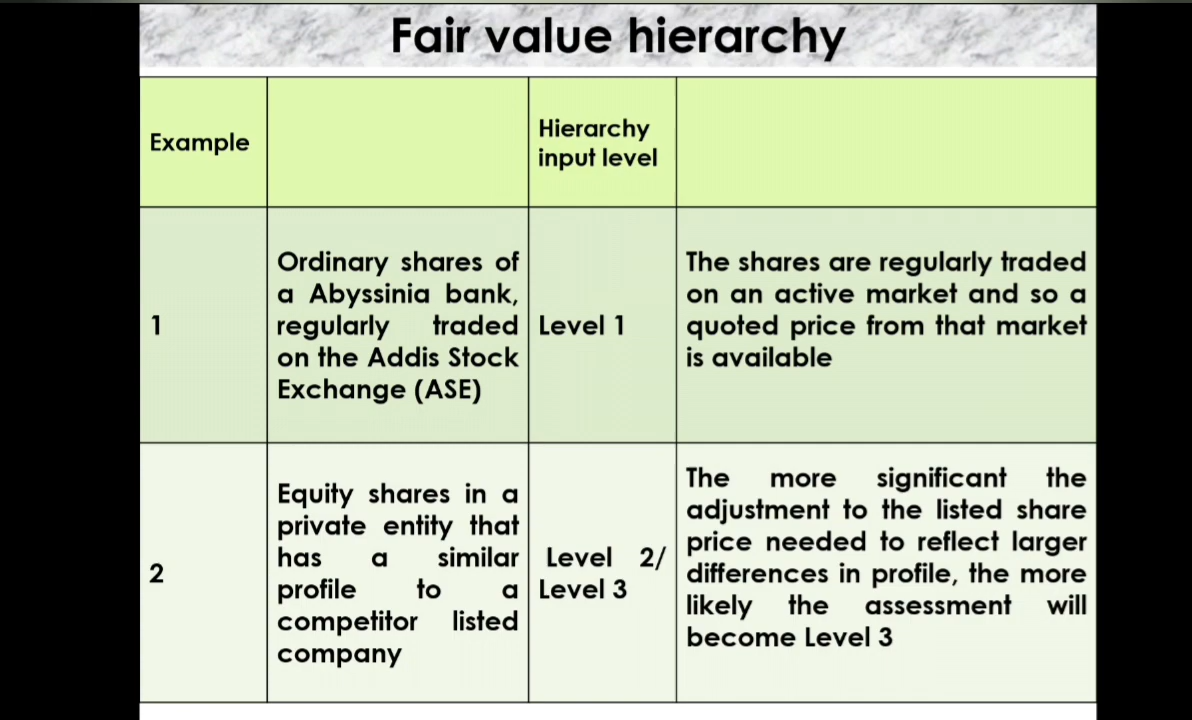 Fair value hierarchy
Example
Hierarchy
input level
1
Ordinary shares of
a Abyssinia bank,
regularly traded
on the Addis Stock
Exchange (ASE)
Level 1
The shares are regularly traded
on an active market and so a
quoted price from that market
is available
2
Equity shares in a
private entity that
has a similar
profile to a
competitor listed
company
Level 2/
Level 3
The more significant the
adjustment to the listed share
price needed to reflect larger
differences in profile, the more
likely the assessment will
become Level 3